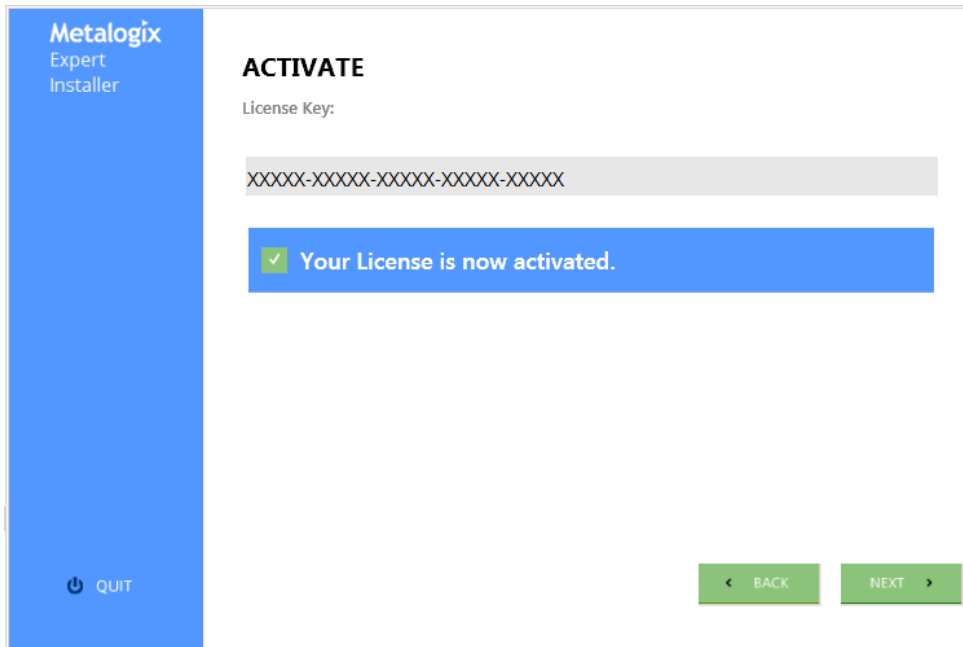 Metalogix
Expert
Installer
ACTIVATE
License Key:
XXXXX-XXXXX-XXXXX-XXXXX-XXXXX
Your License is now activated.
QUIT
BACK
NEXT